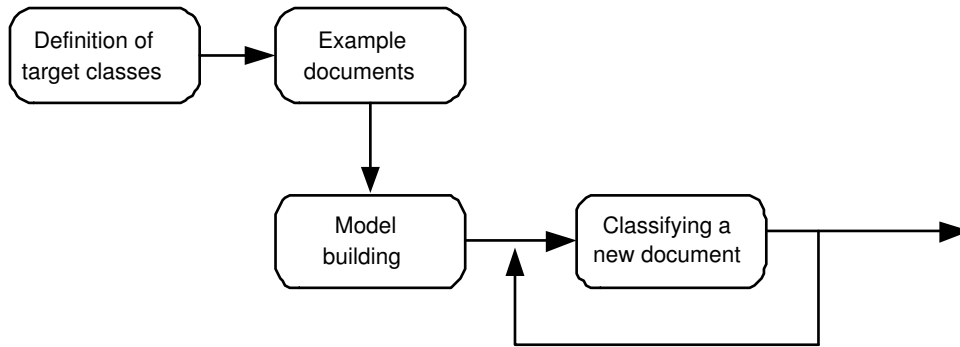 Definition of
target classes
Example
documents
Model
building
Classifying a
new document